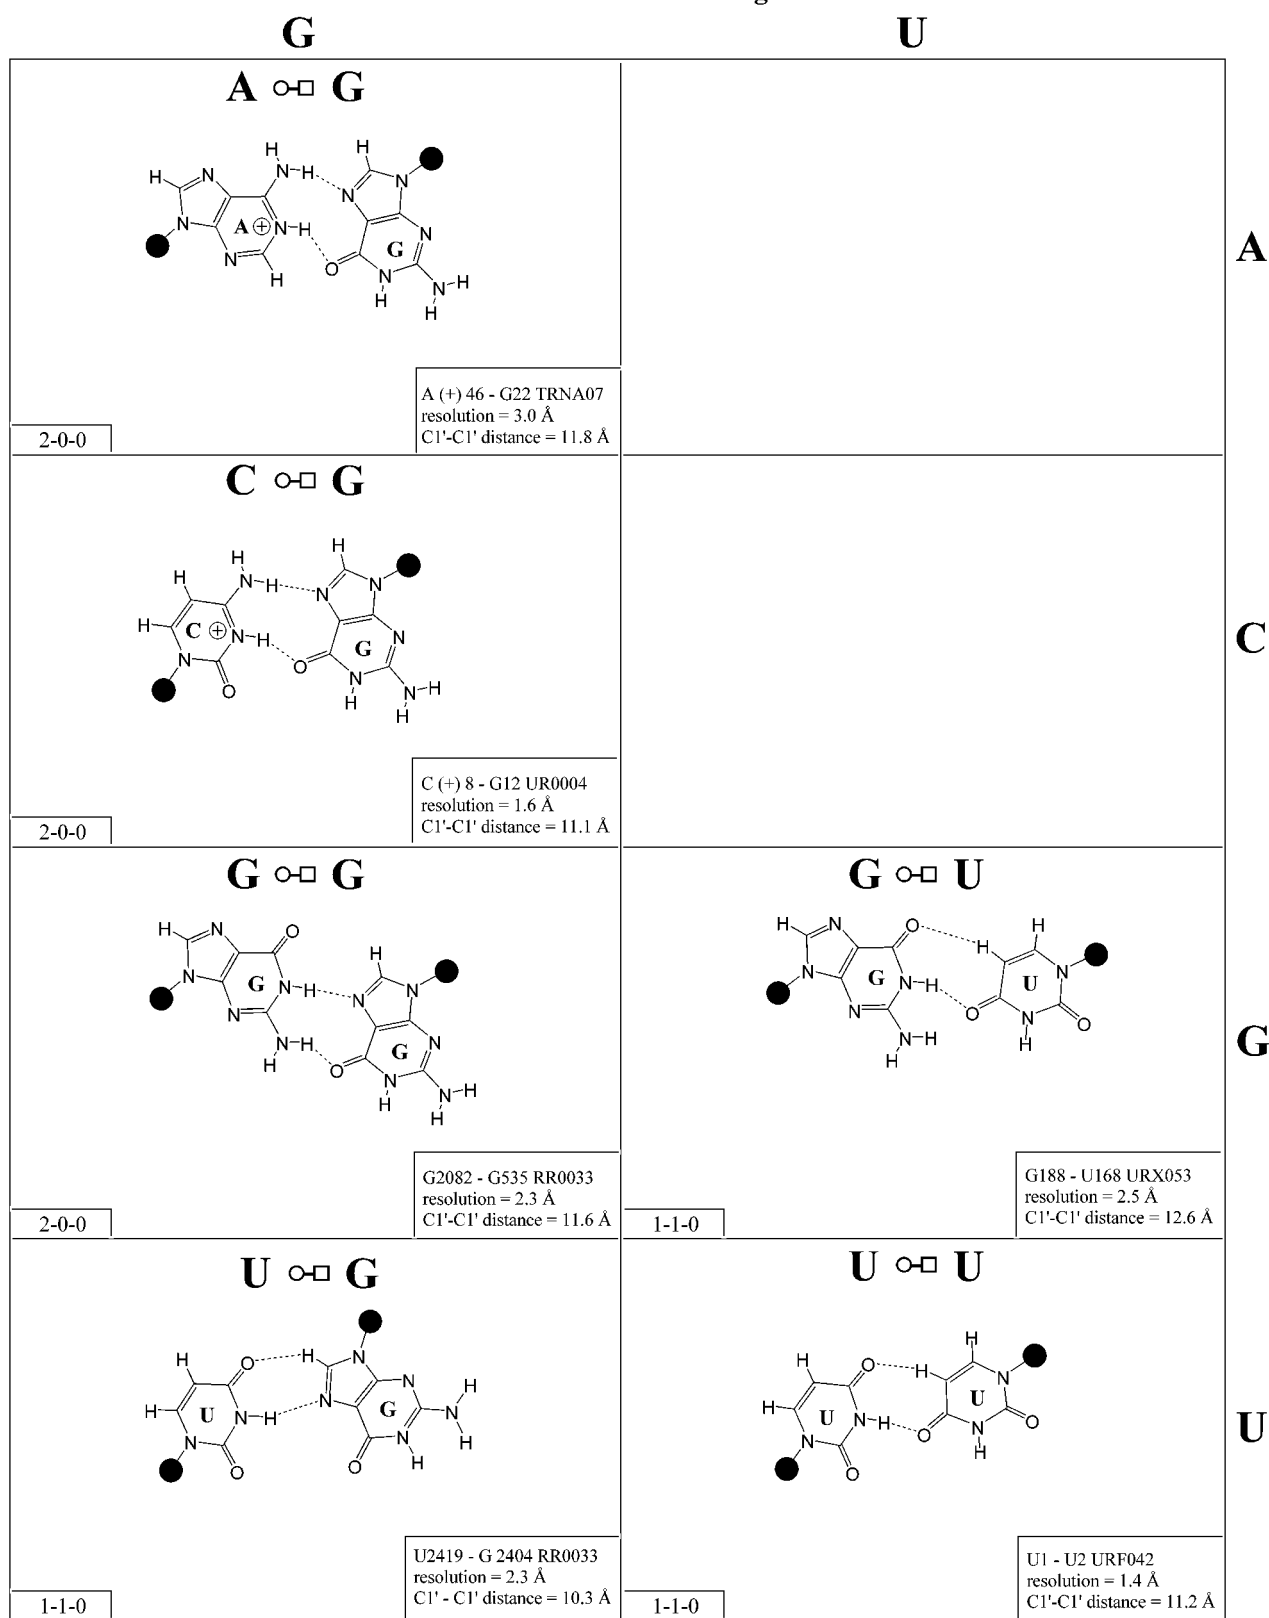 g
G U
A G
A
H H N H N H N N A + N H N N H H N N G O N N H H H
A (+) 46 - G22 TRNA07
resolution = 3.0 Å
C1'-C1' distance = 11.8 Å
2-0-0
C G
C
H H H N H N N H C + N H N N O O G N N H H H
C (+) 8 - G12 UR0004
resolution = 1.6 Å
C1'-C1' distance = 11.1 Å
2-0-0
G G
G U
G
H N O H N G N H N N N N H H N O G N N H N H H
H N O H H N G N H N N N H H O U N N H O
G2082 - G535 RR0033
resolution = 2.3 Å
C1'-C1' distance = 11.6 Å
2-0-0
G188 - U168 URX053
resolution = 2.5 Å
C1'-C1' distance = 12.6 Å
1-1-0
U G
U U
U
H O H N N H U N H N G N H H N O O N H
H O H H H U N H N O O U N N H O
U2419 - G 2404 RR0033
resolution = 2.3 Å
C1' - C1' distance = 10.3 Å
1-1-0
U1 - U2 URF042
resolution = 1.4 Å
C1'-C1' distance = 11.2 Å
1-1-0